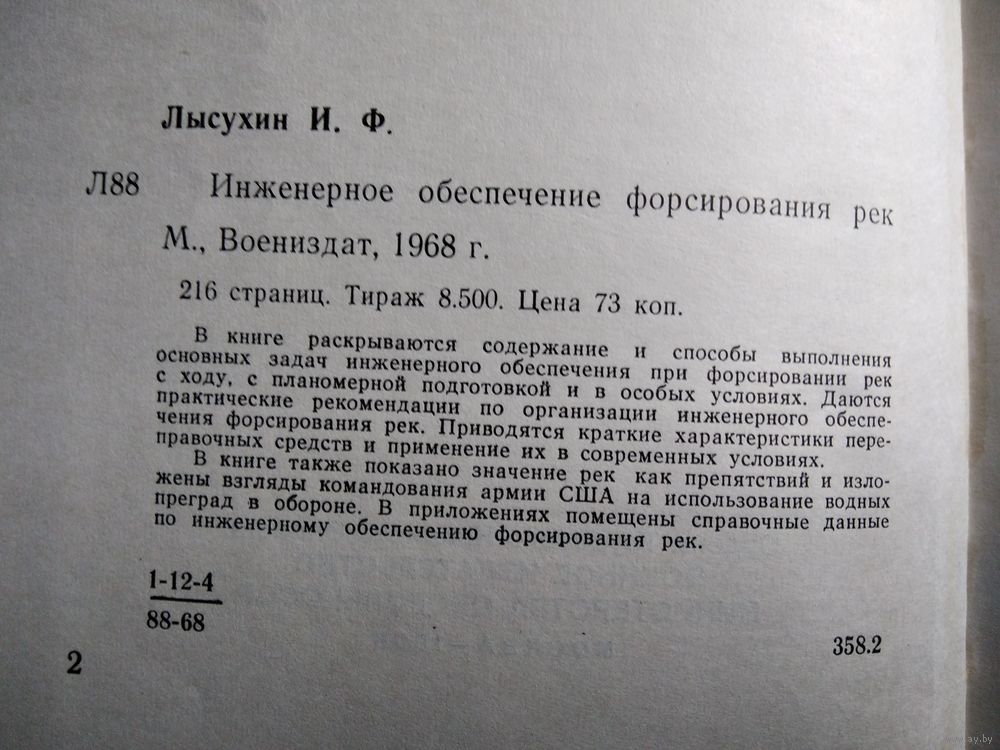 Лысухин И. Ф.
Л88 Инженерное обеспечение форсирования рек
М., Воениздат, 1968 г.
216 страниц. Тираж 8.500. Цена 73 коп.
В книге раскрываются содержание и способы выполнения
основных задач инженерного обеспечения при форсировании рек
с ходу, с планомерной подготовкой и в особых условиях. Даются
практические рекомендации по организации инженерного обеспе-
чения форсирования рек. Приводятся краткие характеристики пере-
правочных средств и применение их в современных условиях.
В книге также показано значение рек как препятствий и изло-
жены взгляды командования армии США на использование водных
преград в обороне. В приложениях помещены справочные данные
по инженерному обеспечению форсирования рек.
1-12-4
88-68
358.2
2
ay.by